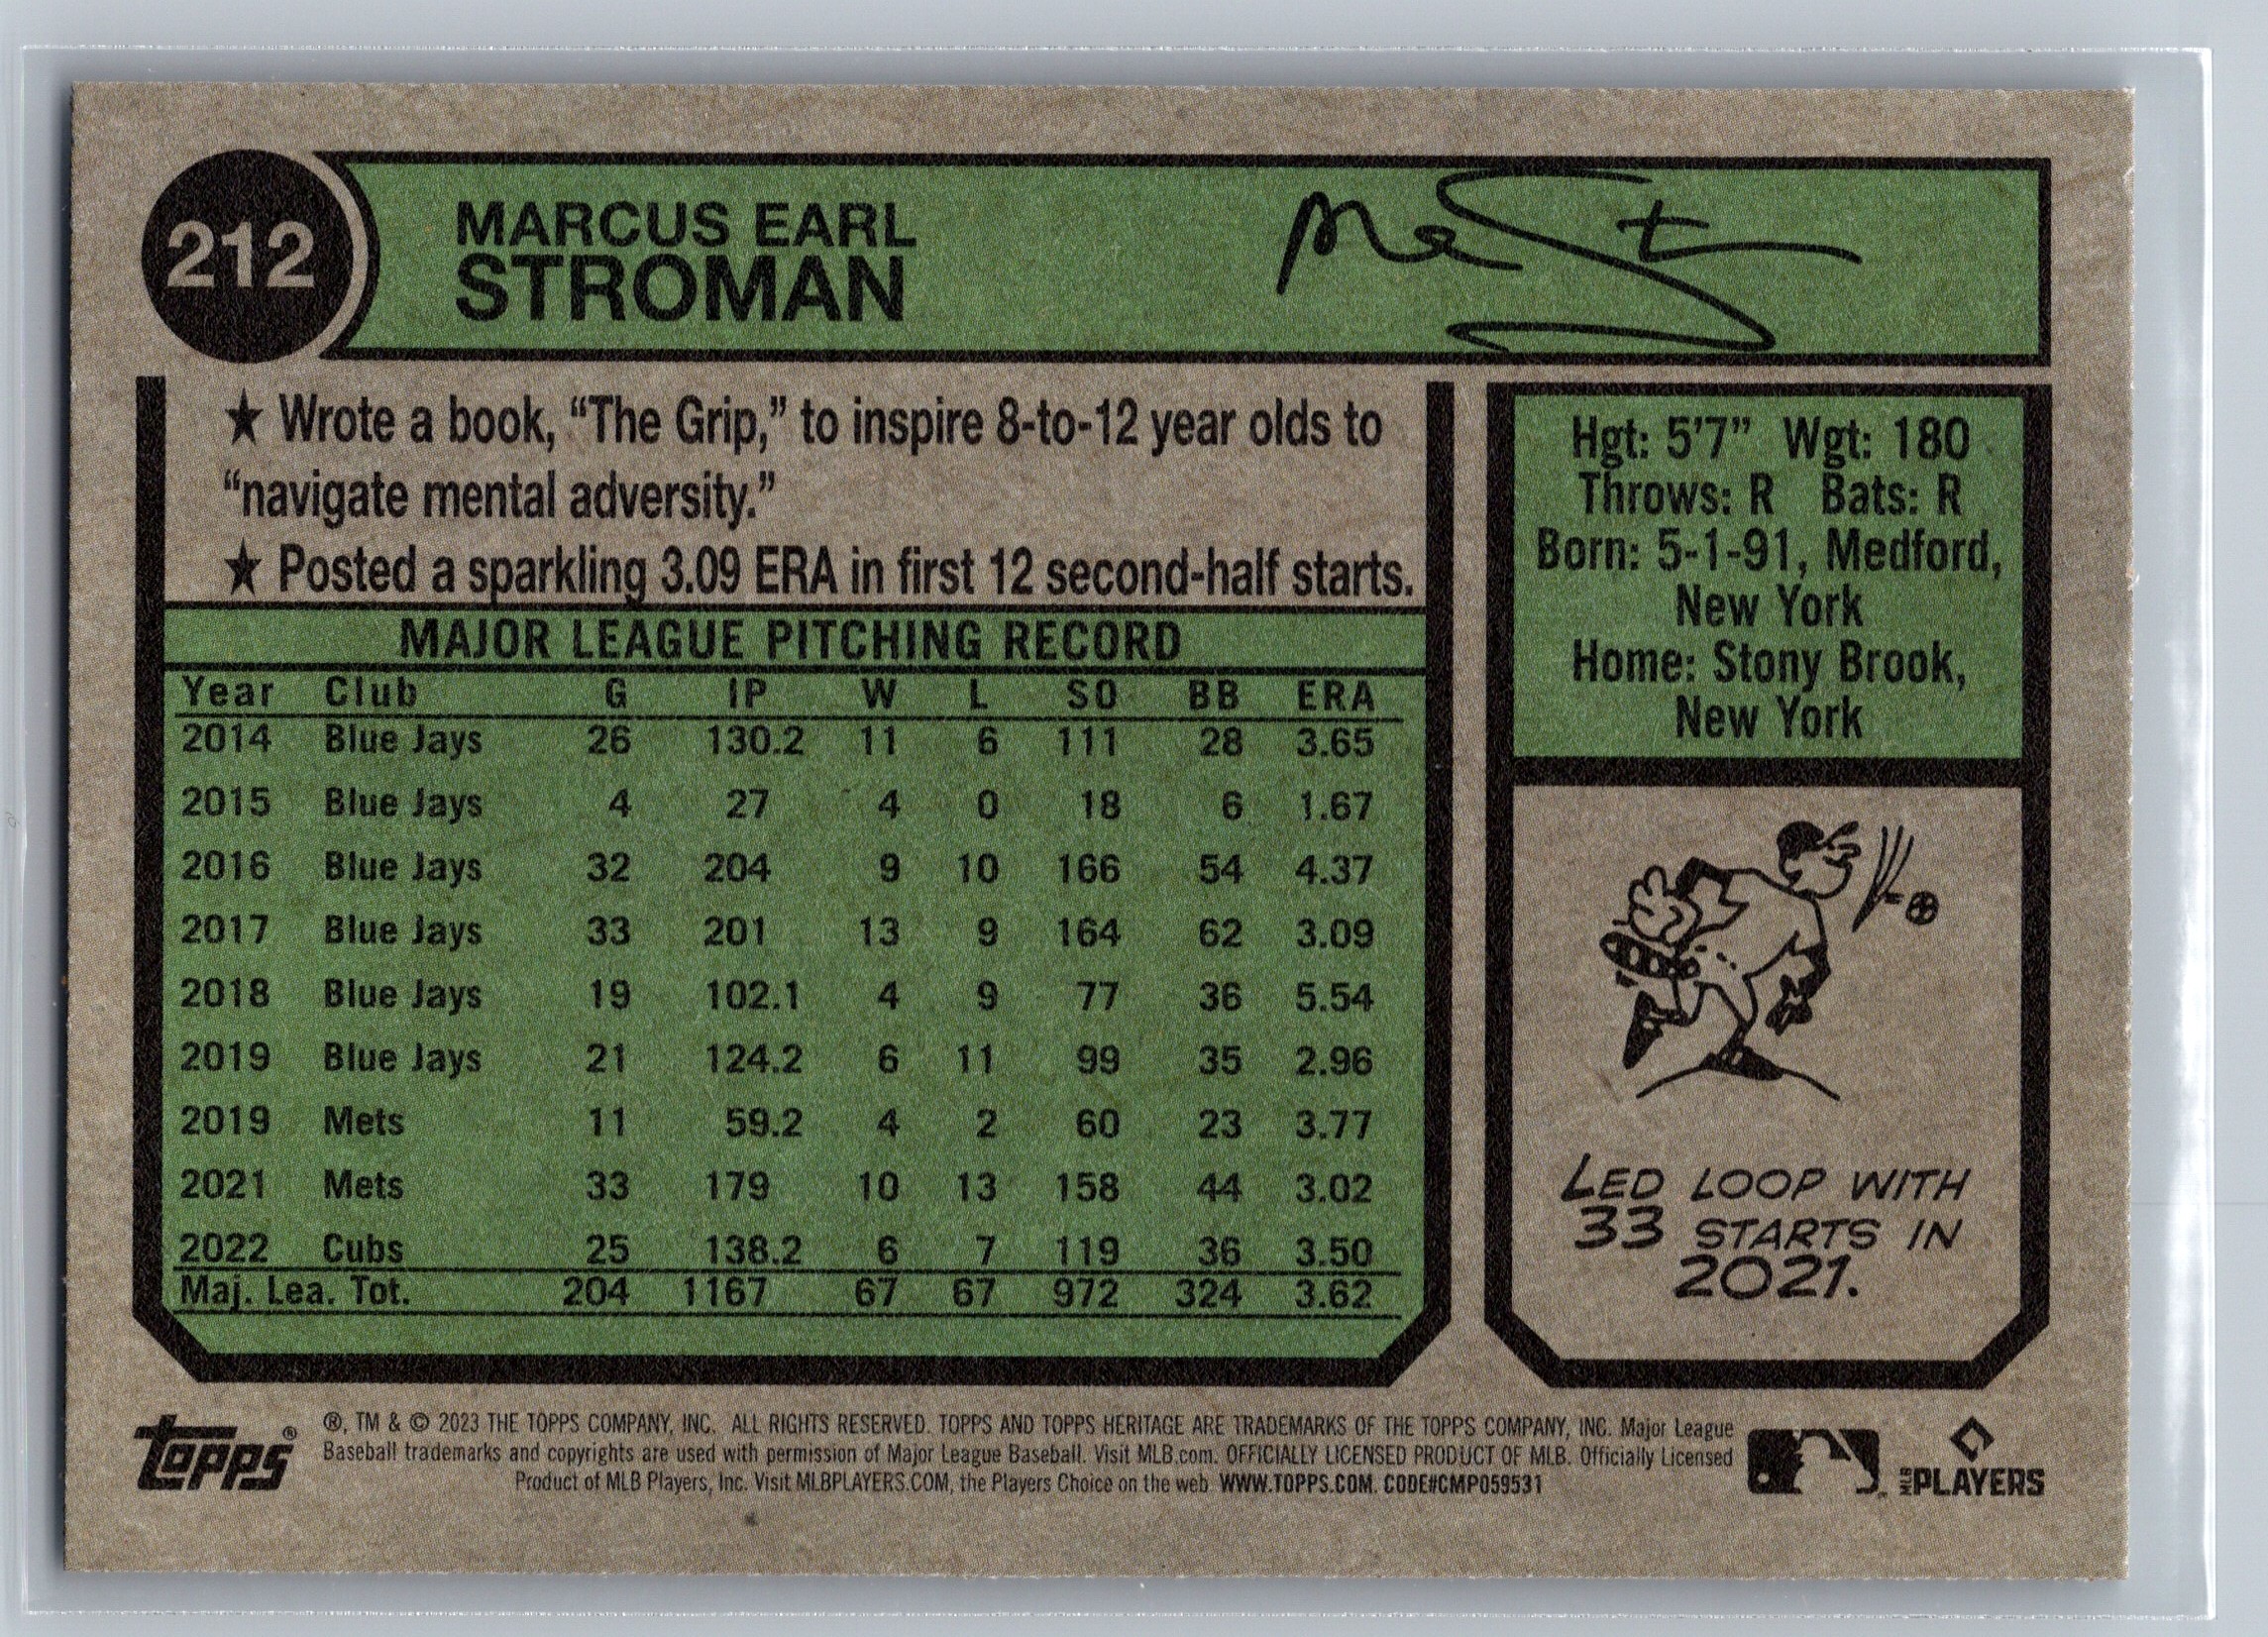 212
MARCUS EARL
STROMAN
★ Wrote a book, “The Grip,” to inspire 8-to-12 year olds to
“navigate mental adversity.”
★ Posted a sparkling 3.09 ERA in first 12 second-half starts.
MAJOR LEAGUE PITCHING RECORD
Year Club G IP W L SO BB ERA
2014 Blue Jays 26 130.2 11 6 111 28 3.65
2015 Blue Jays 4 27 4 0 18 6 1.67
2016 Blue Jays 32 204 9 10 166 54 4.37
2017 Blue Jays 33 201 13 9 164 62 3.09
2018 Blue Jays 19 102.1 4 9 77 36 5.54
2019 Blue Jays 21 124.2 6 11 99 35 2.96
2019 Mets 11 59.2 4 2 60 23 3.77
2021 Mets 33 179 10 13 158 44 3.02
2022 Cubs 25 138.2 6 7 119 36 3.50
Maj. Lea. Tot. 204 1167 67 67 972 324 3.62
Hgt: 5’7” Wgt: 180
Throws: R Bats: R
Born: 5-1-91, Medford,
New York
Home: Stony Brook,
New York
LED LOOP WITH
33 STARTS IN
2021.
topps®
®, TM & © 2023 THE TOPPS COMPANY, INC. ALL RIGHTS RESERVED. TOPPS AND TOPPS HERITAGE ARE TRADEMARKS OF THE TOPPS COMPANY, INC. Major League
Baseball trademarks and copyrights are used with permission of Major League Baseball. Visit MLB.com. OFFICIALLY LICENSED PRODUCT OF MLB. Officially Licensed
Product of MLB Players, Inc. Visit MLBPLAYERS.COM, the Players Choice on the web WWW.TOPPS.COM. CODE#CMP059531
MLB PLAYERS